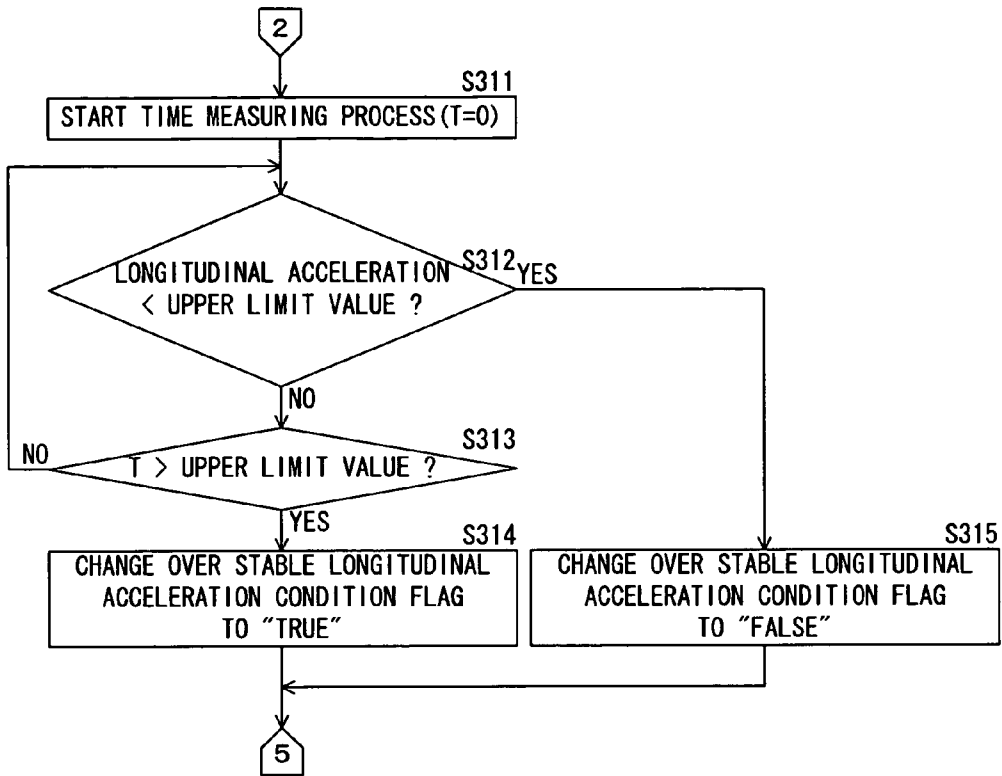 2
S311
START TIME MEASURING PROCESS(T=0)
S312
YES
LONGITUDINAL ACCELERATION
< UPPER LIMIT VALUE ?
NO
S313
NO
T > UPPER LIMIT VALUE ?
YES
S314
CHANGE OVER STABLE LONGITUDINAL
ACCELERATION CONDITION FLAG
TO "TRUE"
S315
CHANGE OVER STABLE LONGITUDINAL
ACCELERATION CONDITION FLAG
TO "FALSE"
5